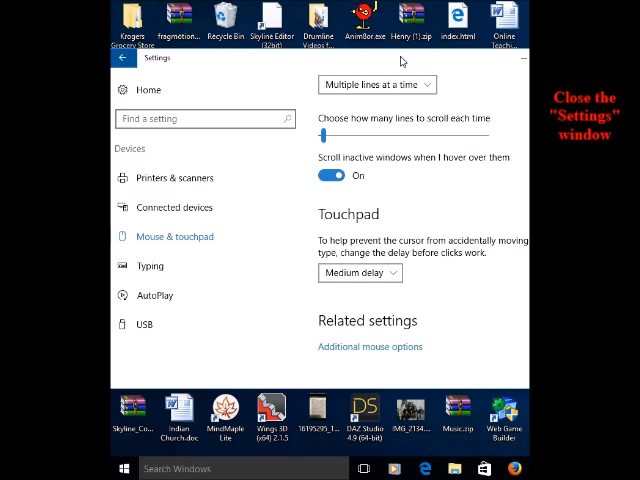 Krogers
Grocery Store
fragmotion...
Recycle Bin
Skyline Editor
(32bit)
Drumline
Videos f...
Anim8or.exe
Henry (1).zip
index.html
Online
Teachi...
Settings
Home
Find a setting
Devices
Printers & scanners
Connected devices
Mouse & touchpad
Typing
AutoPlay
USB
Multiple lines at a time
Choose how many lines to scroll each time
Scroll inactive windows when I hover over them
On
Touchpad
To help prevent the cursor from accidentally moving
type, change the delay before clicks work.
Medium delay
Related settings
Additional mouse options
Close the
"Settings"
window
Skyline_Co...
Indian
Church.doc
MindMaple
Lite
Wings 3D
(x64) 2.1.5
16195295_1...
DS
DAZ Studio
4.9 (64-bit)
IMG_2134....
Music.zip
Web Game
Builder
Search Windows